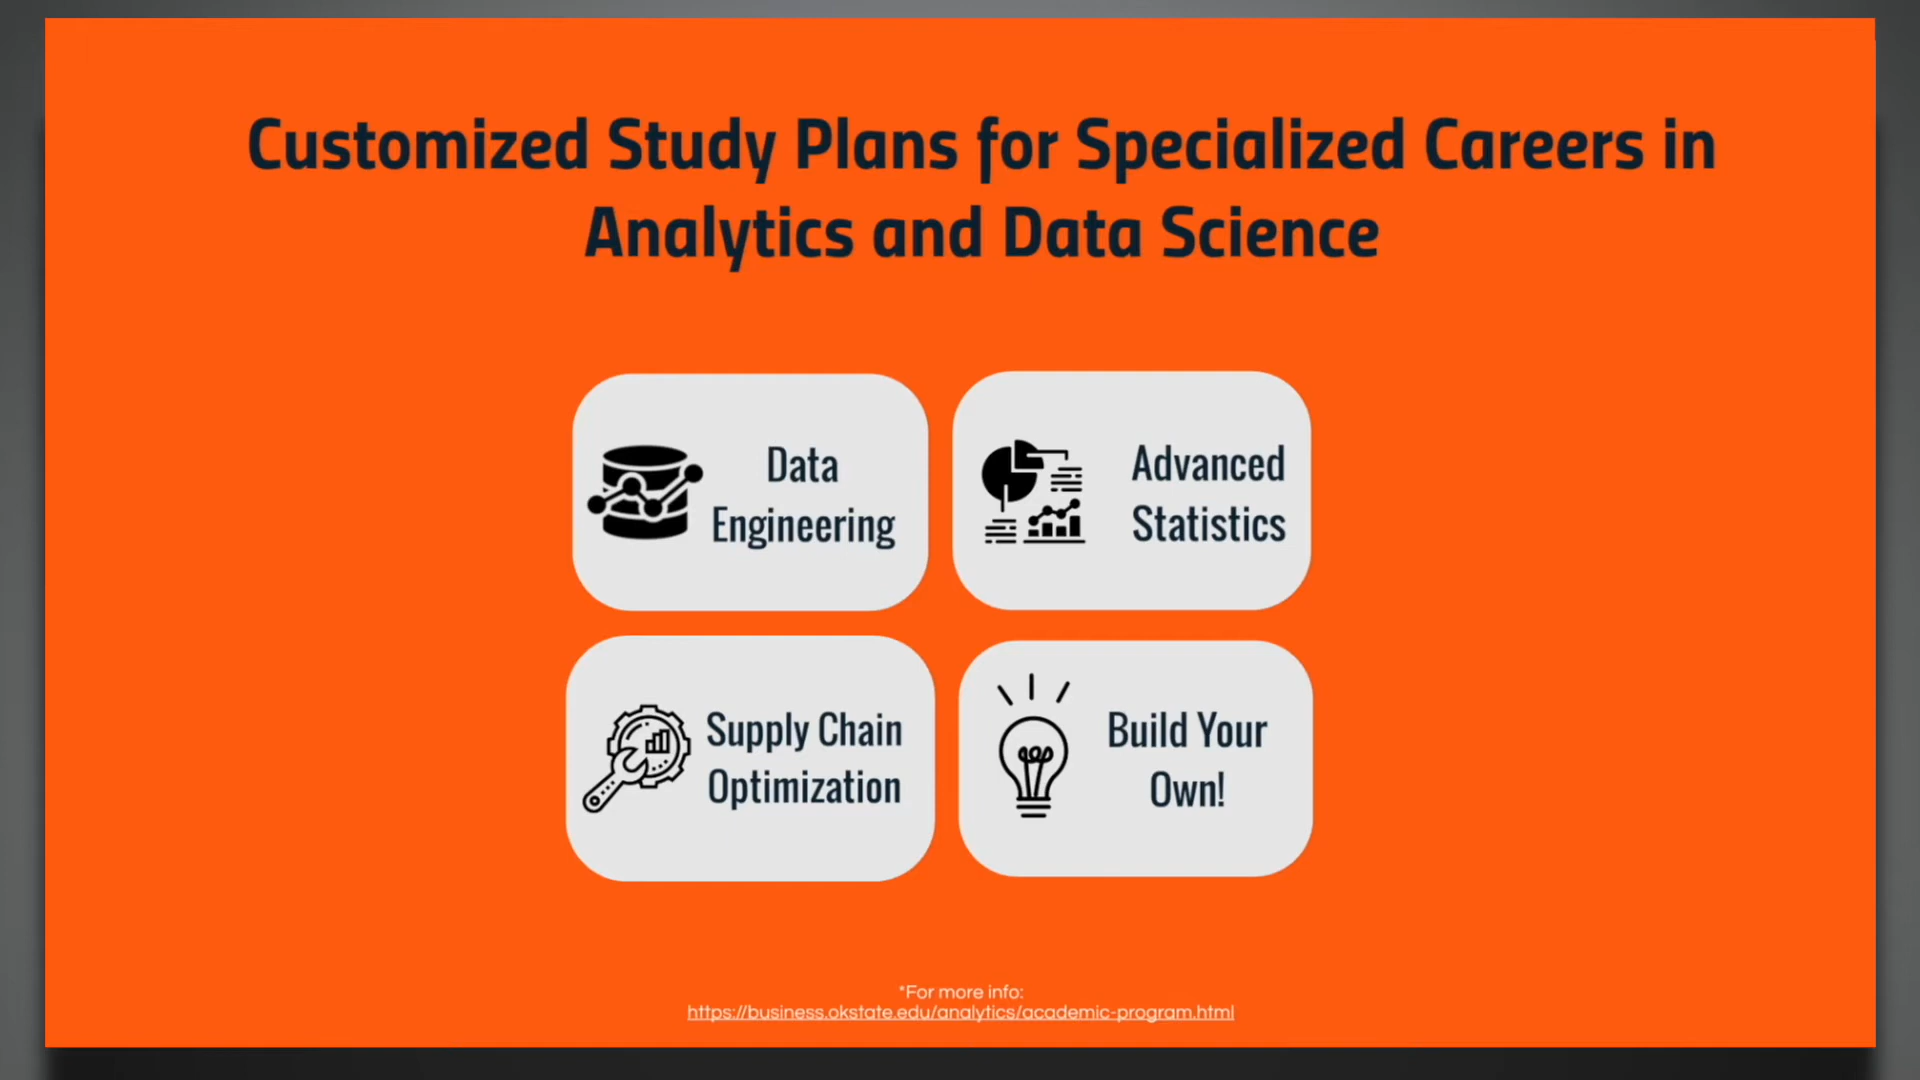 Customized Study Plans for Specialized Careers in
Analytics and Data Science
Data
Engineering
Advanced
Statistics
Supply Chain
Optimization
Build Your
Own!
*For more info:
https://business.okstate.edu/analytics/academic-program.html